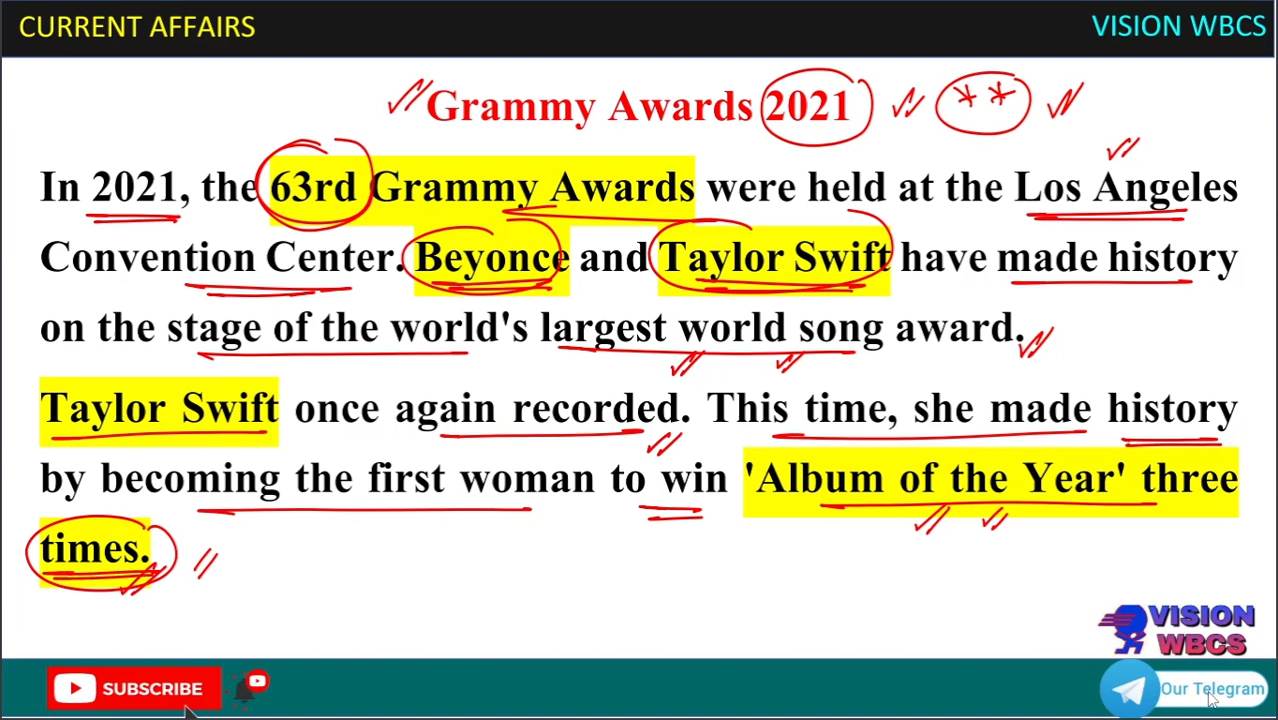 CURRENT AFFAIRS
VISION WBCS
Grammy Awards 2021 **
In 2021, the 63rd Grammy Awards were held at the Los Angeles
Convention Center. Beyonce and Taylor Swift have made history
on the stage of the world's largest world song award.
Taylor Swift once again recorded. This time, she made history
by becoming the first woman to win 'Album of the Year' three
times.
VISION
WBCS
SUBSCRIBE
Our Telegram